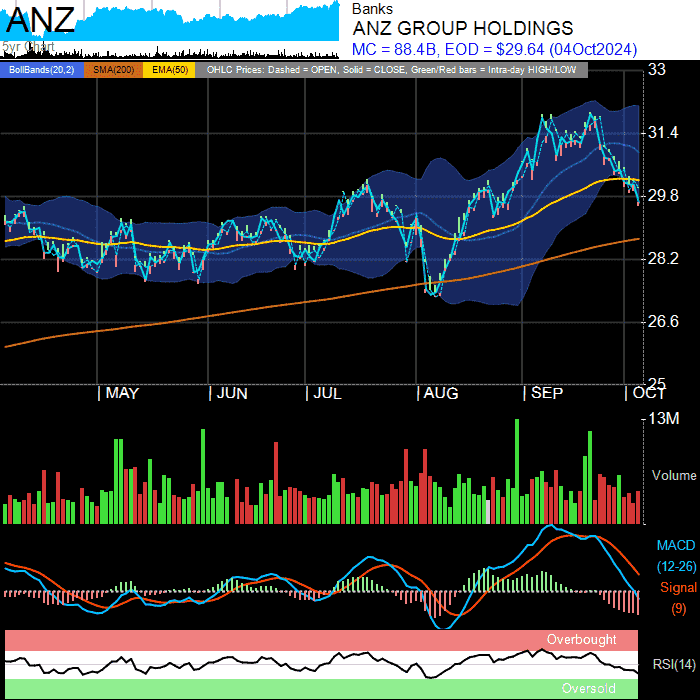 ANZ
5yr Chart
Banks
ANZ GROUP HOLDINGS
MC = 88.4B, EOD = $29.64 (04Oct2024)
BollBands(20,2) SMA(200) EMA(50) OHLC Prices: Dashed = OPEN, Solid = CLOSE, Green/Red bars = Intra-day HIGH/LOW
33
31.4
29.8
28.2
26.6
25
| MAY | JUN | JUL | AUG | SEP | OCT
13M
Volume
MACD
(12-26)
Signal
(9)
Overbought
RSI(14)
Oversold